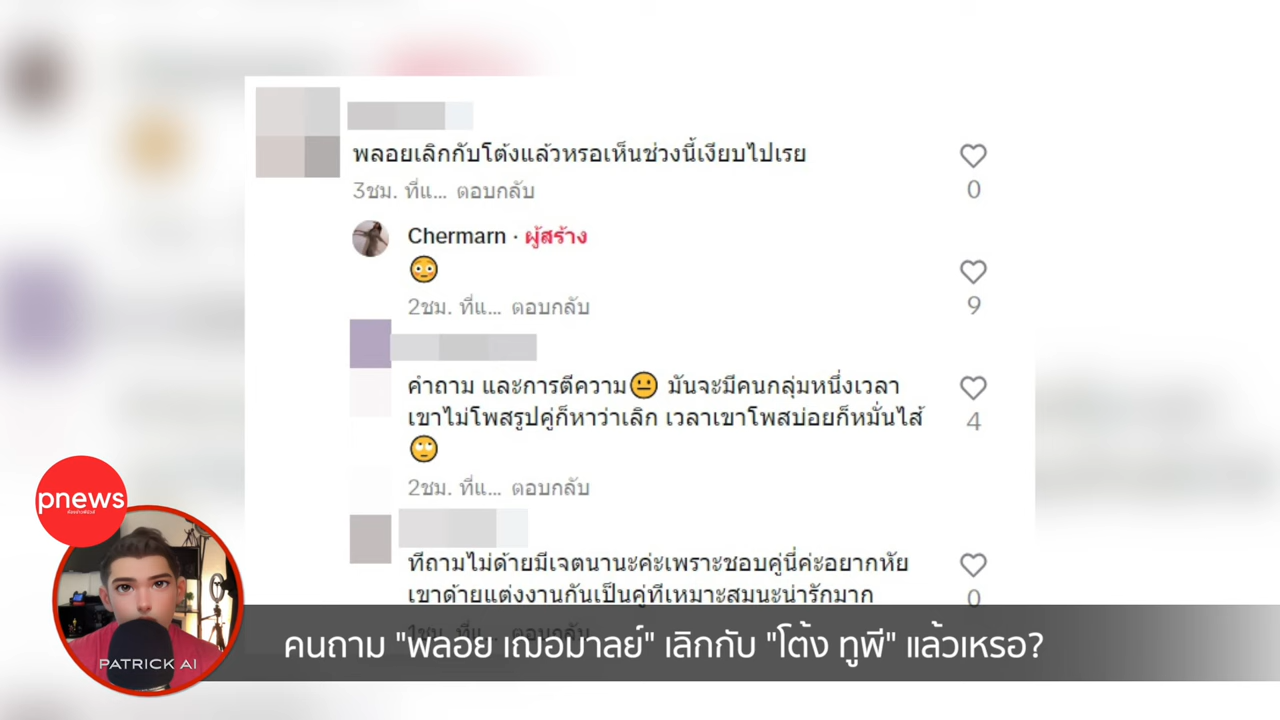 พลอยเลิกกับโต้งแล้วหรอเห็นช่วงนี้เงียบไปเรย
0
3ชม. ที่แ... ตอบกลับ
Chermarn · ผู้สร้าง
😳
9
2ชม. ที่แ... ตอบกลับ
คำถาม และการตีความ😐 มันจะมีคนกลุ่มหนึ่งเวลา
เขาไม่โพสรูปคู่ก็หาว่าเลิก เวลาเขาโพสบ่อยก็หมั่นไส้
🙄
4
2ชม. ที่แ... ตอบกลับ
ทีถามไม่ด้ายมีเจตนานะค่ะเพราะชอบคู่นี่ค่ะอยากหัย
เขาด้ายแต่งงานกันเป็นคู่ทีเหมาะสมนะน่ารักมาก
0
1ชม. ที่แ... ตอบกลับ
pnews
PATRICK AI
คนถาม "พลอย เฌอมาลย์" เลิกกับ "โต้ง ทูพี" แล้วเหรอ?